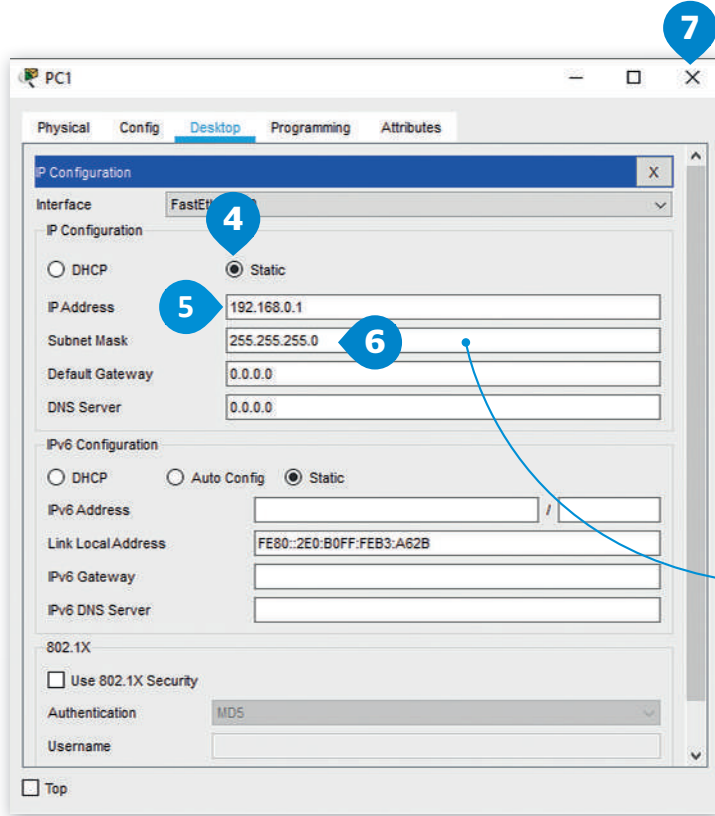 7
PC1
Physical Config Desktop Programming Attributes
IP Configuration X
Interface
IP Configuration
4
DHCP Static
IP Address 5 192.168.0.1
Subnet Mask 255.255.255.0 6
Default Gateway 0.0.0.0
DNS Server 0.0.0.0
IPv6 Configuration
DHCP Auto Config Static
IPv6 Address /
Link Local Address FE80::2E0:B0FF:FEB3:A62B
IPv6 Gateway
IPv6 DNS Server
802.1X
Use 802.1X Security
Authentication MD5
Username
Top